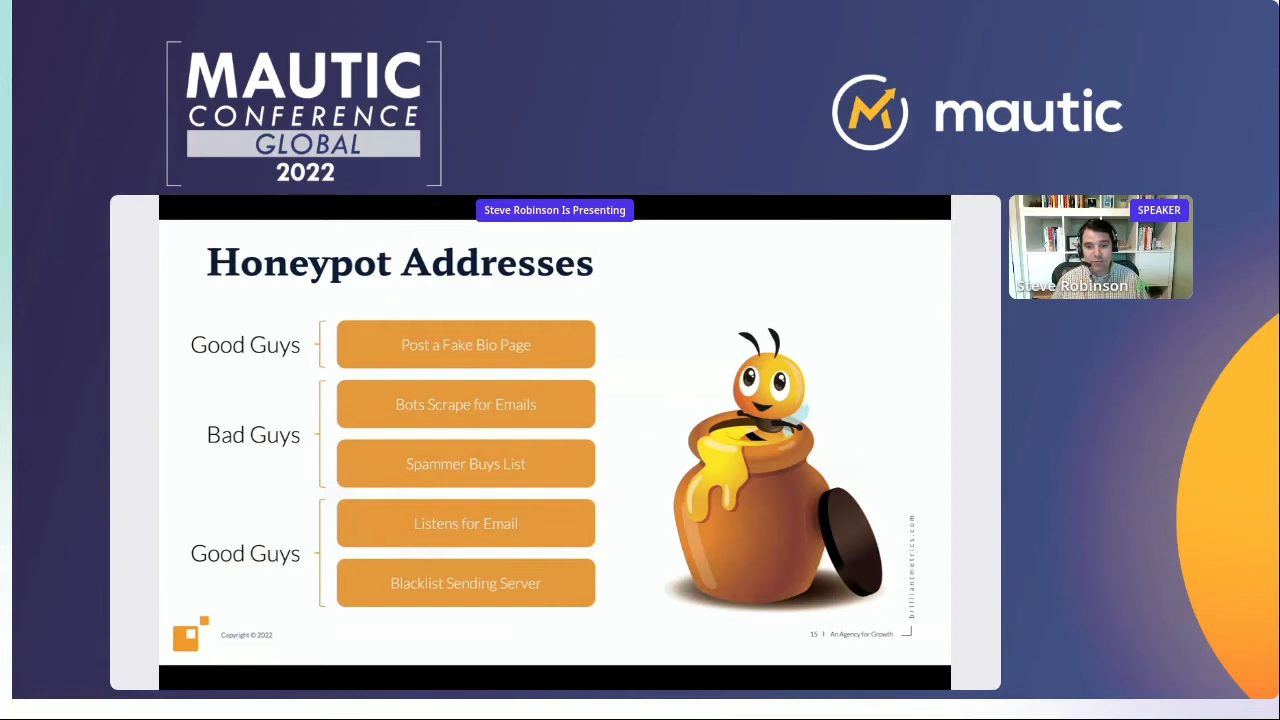 MAUTIC
CONFERENCE
GLOBAL
2022
mautic
Steve Robinson Is Presenting
SPEAKER
Steve Robinson
Honeypot Addresses
Good Guys
Post a Fake Bio Page
Bad Guys
Bots Scrape for Emails
Spammer Buys List
Good Guys
Listens for Email
Blacklist Sending Server
brilliantmetrics.com
Copyright © 2022
15 | An Agency for Growth